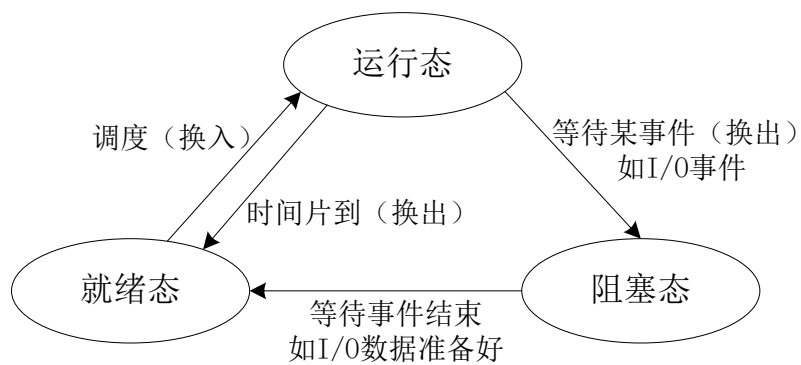 运行态
调度（换入）
等待某事件（换出）
如I/O事件
时间片到（换出）
就绪态
阻塞态
等待事件结束
如I/O数据准备好